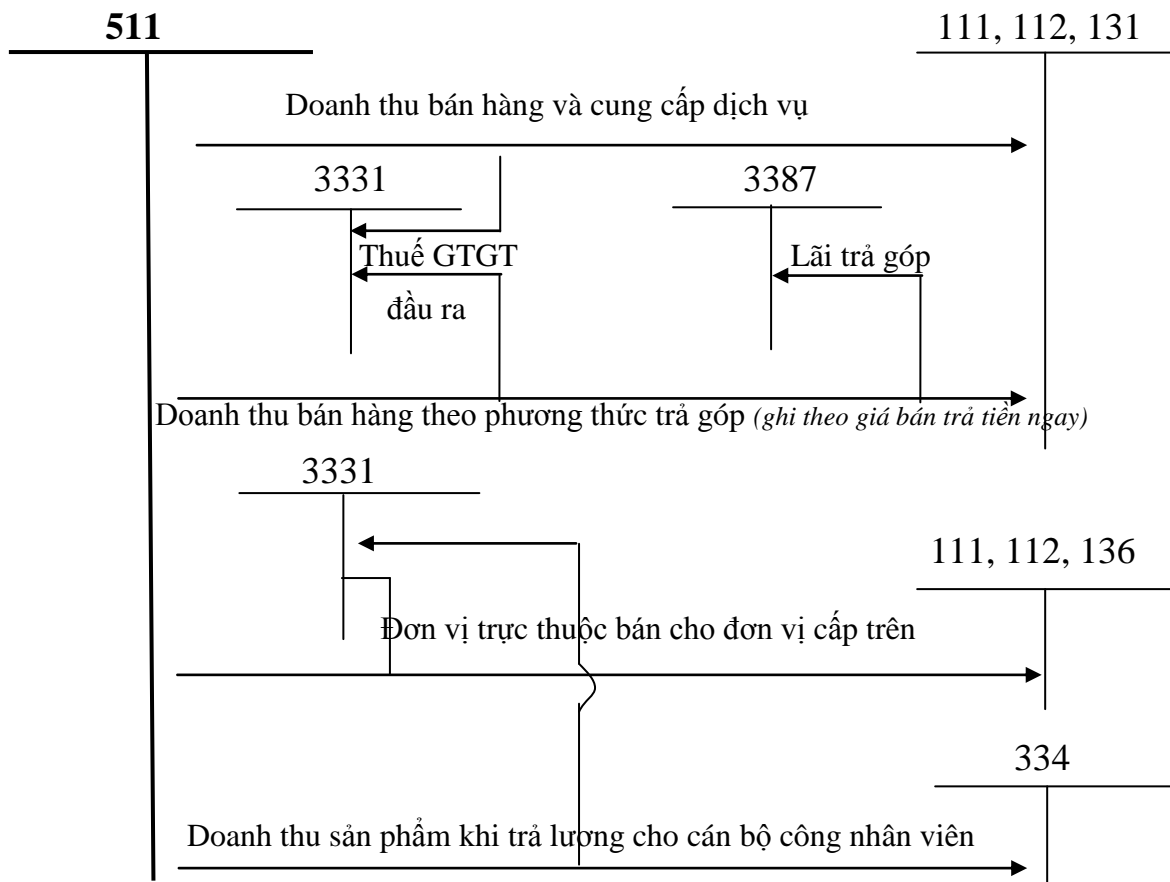 511
111, 112, 131
Doanh thu bán hàng và cung cấp dịch vụ
3331
3387
Thuế GTGT
Lãi trả góp
đầu ra
Doanh thu bán hàng theo phương thức trả góp (ghi theo giá bán trả tiền ngay)
3331
111, 112, 136
Đơn vị trực thuộc bán cho đơn vị cấp trên
334
Doanh thu sản phẩm khi trả lương cho cán bộ công nhân viên